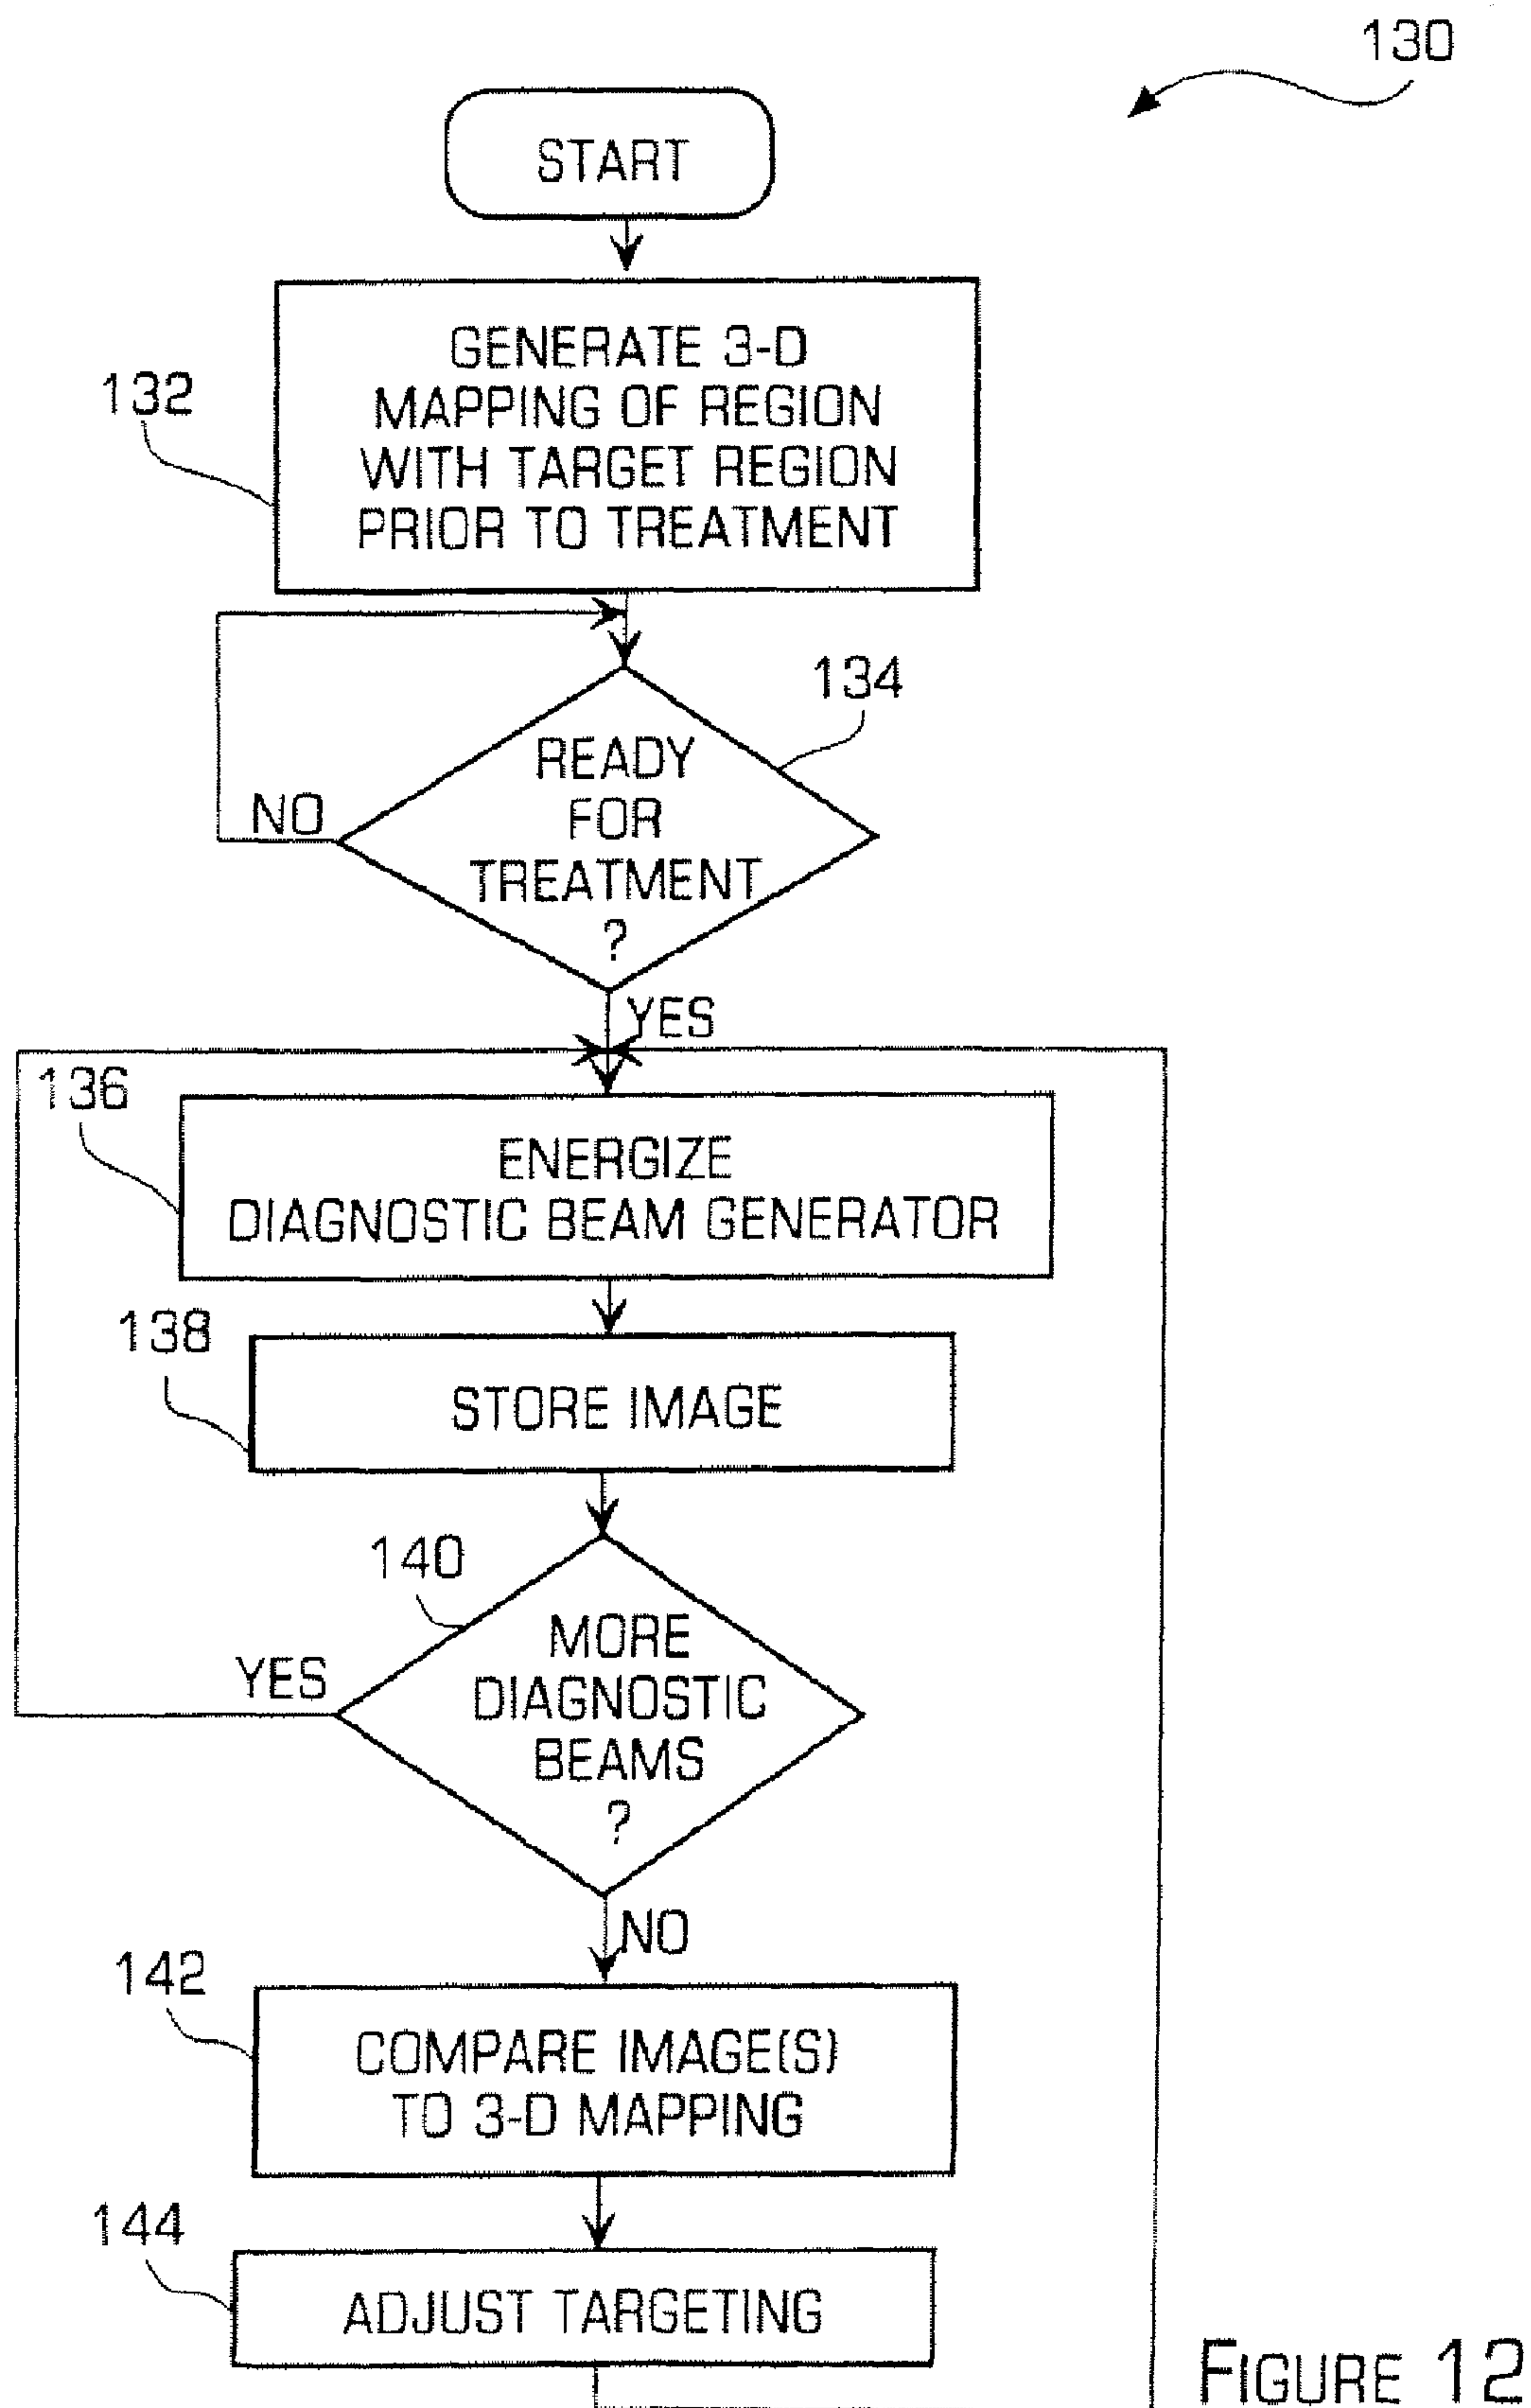 130
START
GENERATE 3-D
MAPPING OF REGION
WITH TARGET REGION
PRIOR TO TREATMENT
132
134
READY
FOR
TREATMENT
?
NO
YES
136
ENERGIZE
DIAGNOSTIC BEAM GENERATOR
138
STORE IMAGE
140
MORE
DIAGNOSTIC
BEAMS
?
YES
NO
142
COMPARE IMAGE(S)
TO 3-D MAPPING
144
ADJUST TARGETING
FIGURE 12